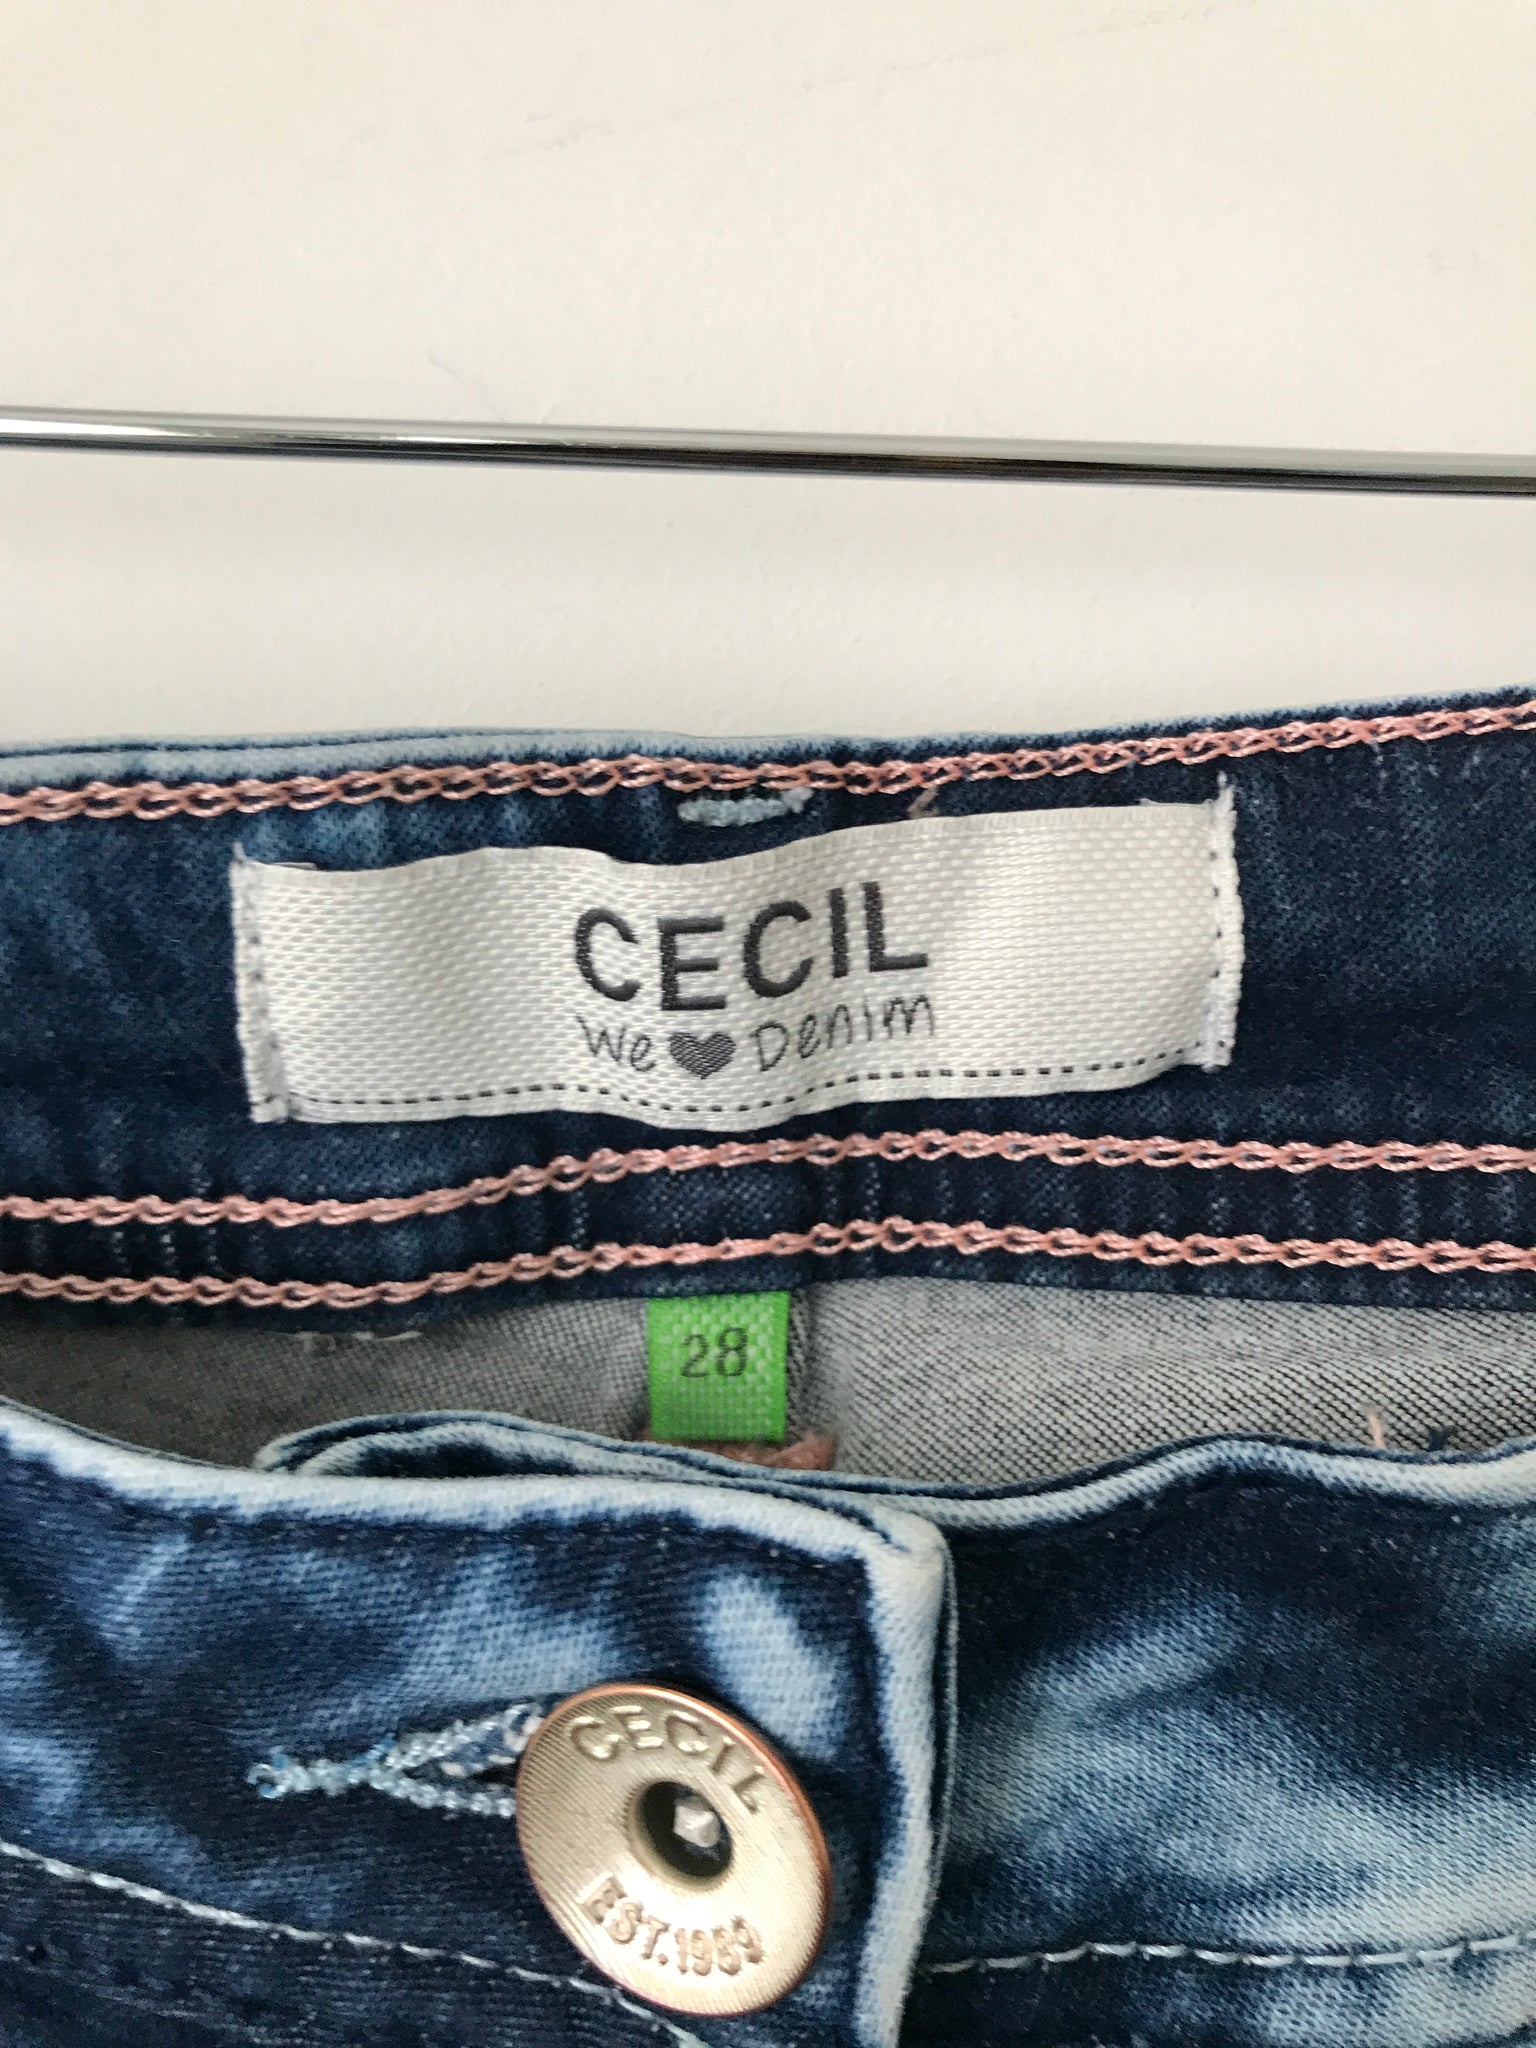 CECIL
We ♥ Denim
28
CECIL
EST.1989